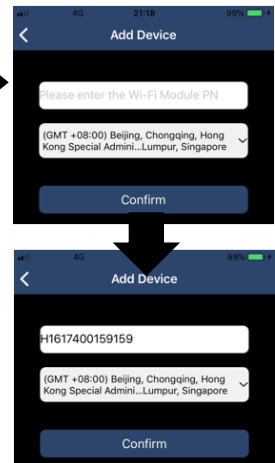 4G 21:18 99%
Add Device
Please enter the Wi-Fi Module PN
(GMT +08:00) Beijing, Chongqing, Hong
Kong Special Admini...Lumpur, Singapore
Confirm
4G 99%
Add Device
H1617400159159
(GMT +08:00) Beijing, Chongqing, Hong
Kong Special Admini...Lumpur, Singapore
Confirm